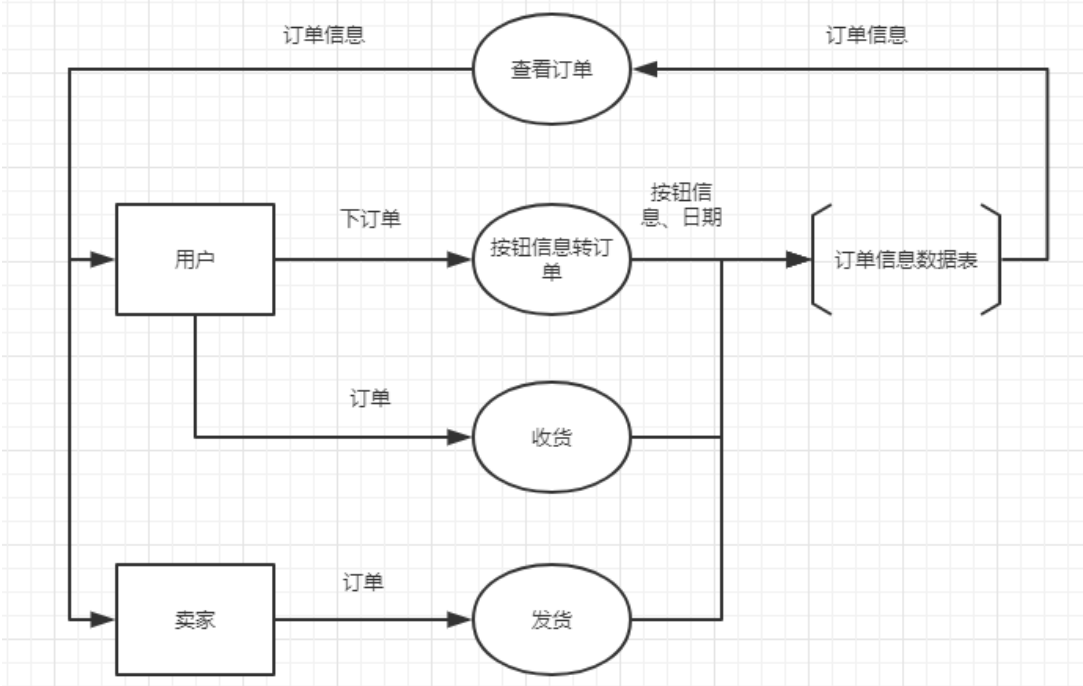 订单信息
订单信息
查看订单
按钮信
息、日期
下订单
用户
按钮信息转订
单
订单信息数据表
订单
收货
订单
卖家
发货